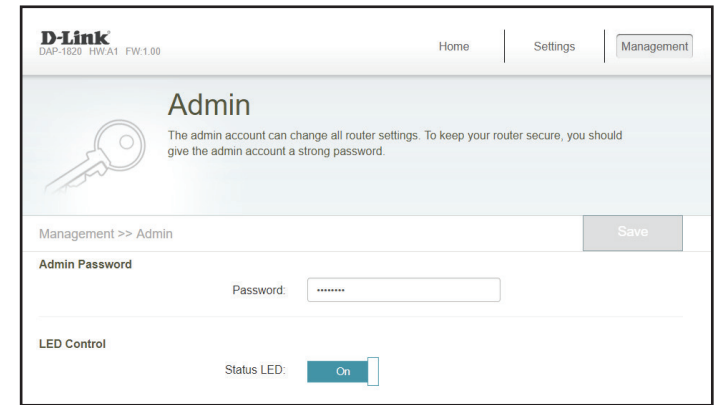 D-Link
DAP-1820 HW:A1 FW:1.00
Home Settings Management
Admin
The admin account can change all router settings. To keep your router secure, you should
give the admin account a strong password.
Management >> Admin
Save
Admin Password
Password: ••••••••
LED Control
Status LED: On